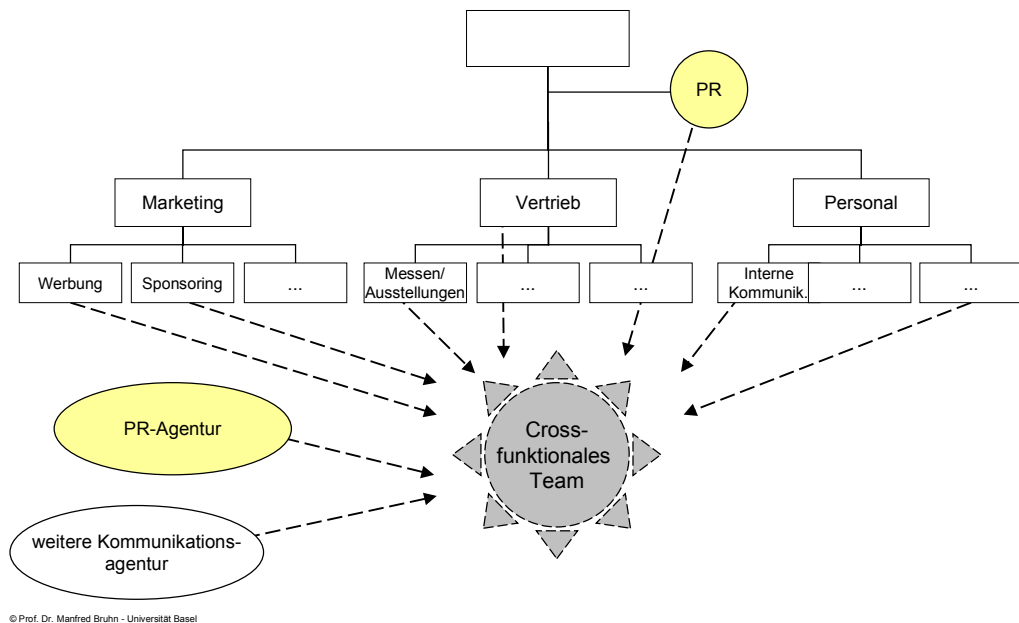 PR
Marketing
Vertrieb
Personal
Werbung
Sponsoring
...
Messen/
Ausstellungen
...
...
Interne
Kommunik.
...
...
Cross-
funktionales
Team
PR-Agentur
weitere Kommunikations-
agentur
© Prof. Dr. Manfred Bruhn - Universität Basel